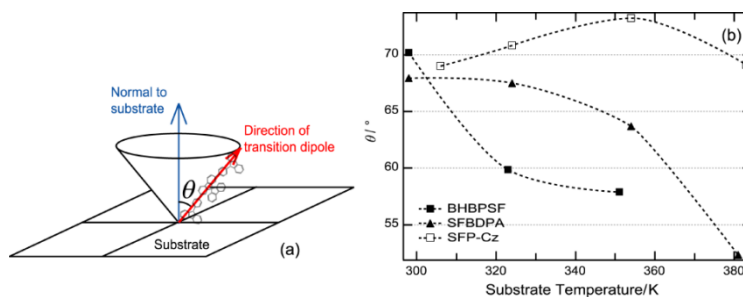 Normal to
substrate
Direction of
transition dipole
θ
Substrate
(a)
(b)
70
65
60
55
θ/°
BHBPSF
SFBDPA
SFP-Cz
300
320
340
360
380
Substrate Temperature/K